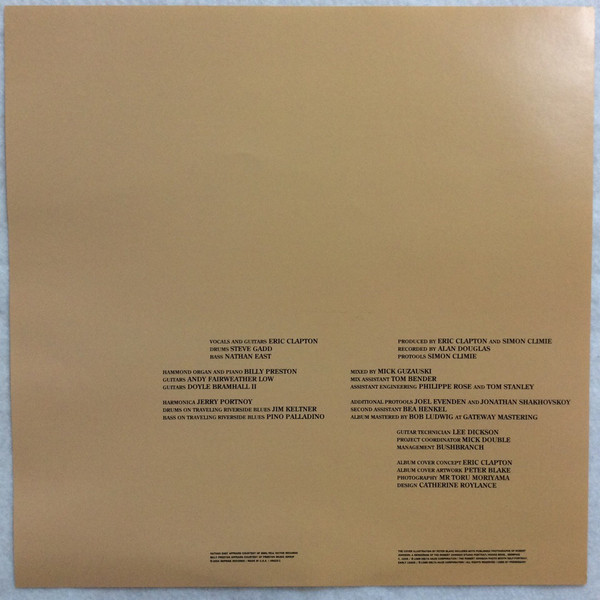 VOCALS AND GUITARS ERIC CLAPTON
DRUMS STEVE GADD
BASS NATHAN EAST
HAMMOND ORGAN AND PIANO BILLY PRESTON
GUITARS ANDY FAIRWEATHER LOW
GUITARS DOYLE BRAMHALL II
HARMONICA JERRY PORTNOY
DRUMS ON TRAVELING RIVERSIDE BLUES JIM KELTNER
BASS ON TRAVELING RIVERSIDE BLUES PINO PALLADINO
PRODUCED BY ERIC CLAPTON AND SIMON CLIMIE
RECORDED BY ALAN DOUGLAS
PROTOOLS SIMON CLIMIE
MIXED BY MICK GUZAUSKI
MIX ASSISTANT TOM BENDER
ASSISTANT ENGINEERING PHILIPPE ROSE AND TOM STANLEY
ADDITIONAL PROTOOLS JOEL EVENDEN AND JONATHAN SHAKHOVSKOY
SECOND ASSISTANT BEA HENKEL
ALBUM MASTERED BY BOB LUDWIG AT GATEWAY MASTERING
GUITAR TECHNICIAN LEE DICKSON
PROJECT COORDINATOR MICK DOUBLE
MANAGEMENT BUSHBRANCH
ALBUM COVER CONCEPT ERIC CLAPTON
ALBUM COVER ARTWORK PETER BLAKE
PHOTOGRAPHY MR TORU MORIYAMA
DESIGN CATHERINE ROYLANCE